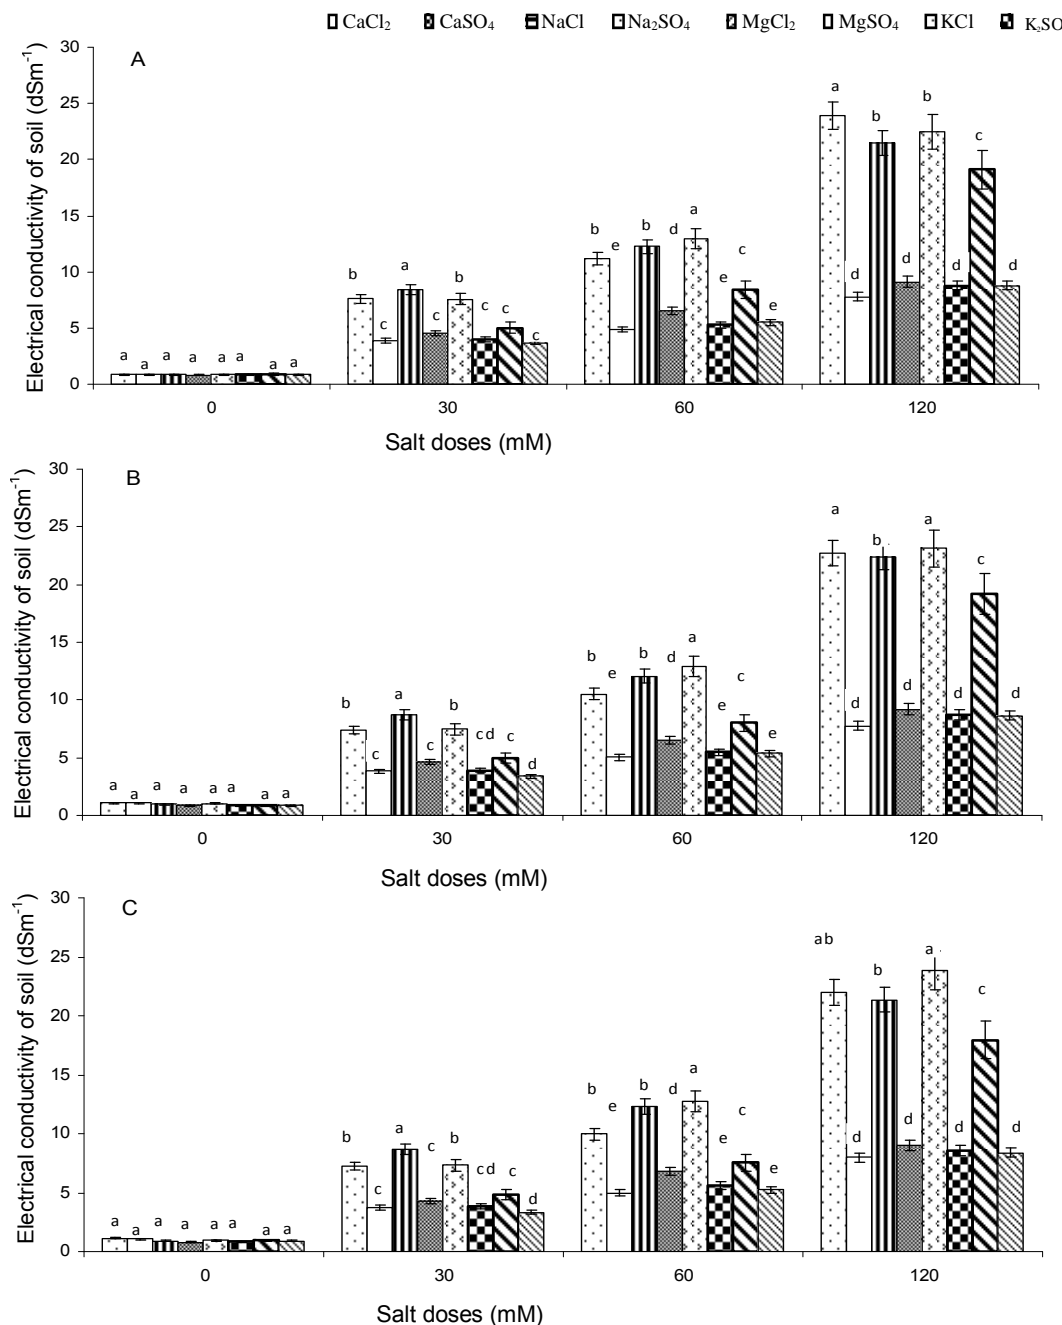 CaCl₂ CaSO₄ NaCl Na₂SO₄ MgCl₂ MgSO₄ KCl K₂SO
A
Electrical conductivity of soil (dSm⁻¹)
30
25
20
15
10
5
0
a a a a a a a a
b c a c b c c c
b e b d a e c e
a d b d b d c d
0 30 60 120
Salt doses (mM)
B
Electrical conductivity of soil (dSm⁻¹)
30
25
20
15
10
5
0
a a a a a a a a
b c a c b cd c d
b e b d a e c e
a d b d a d c d
0 30 60 120
Salt doses (mM)
C
Electrical conductivity of soil (dSm⁻¹)
30
25
20
15
10
5
0
a a a a a a a a
b c a c b cd c d
b e b d a e c e
ab d b d a d c d
0 30 60 120
Salt doses (mM)